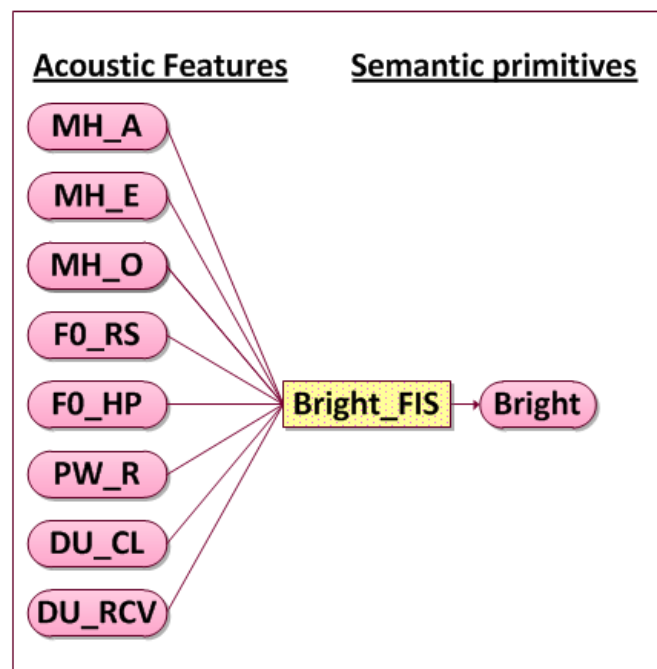 Acoustic Features
Semantic primitives
MH_A
MH_E
MH_O
F0_RS
F0_HP
PW_R
DU_CL
DU_RCV
Bright_FIS
Bright